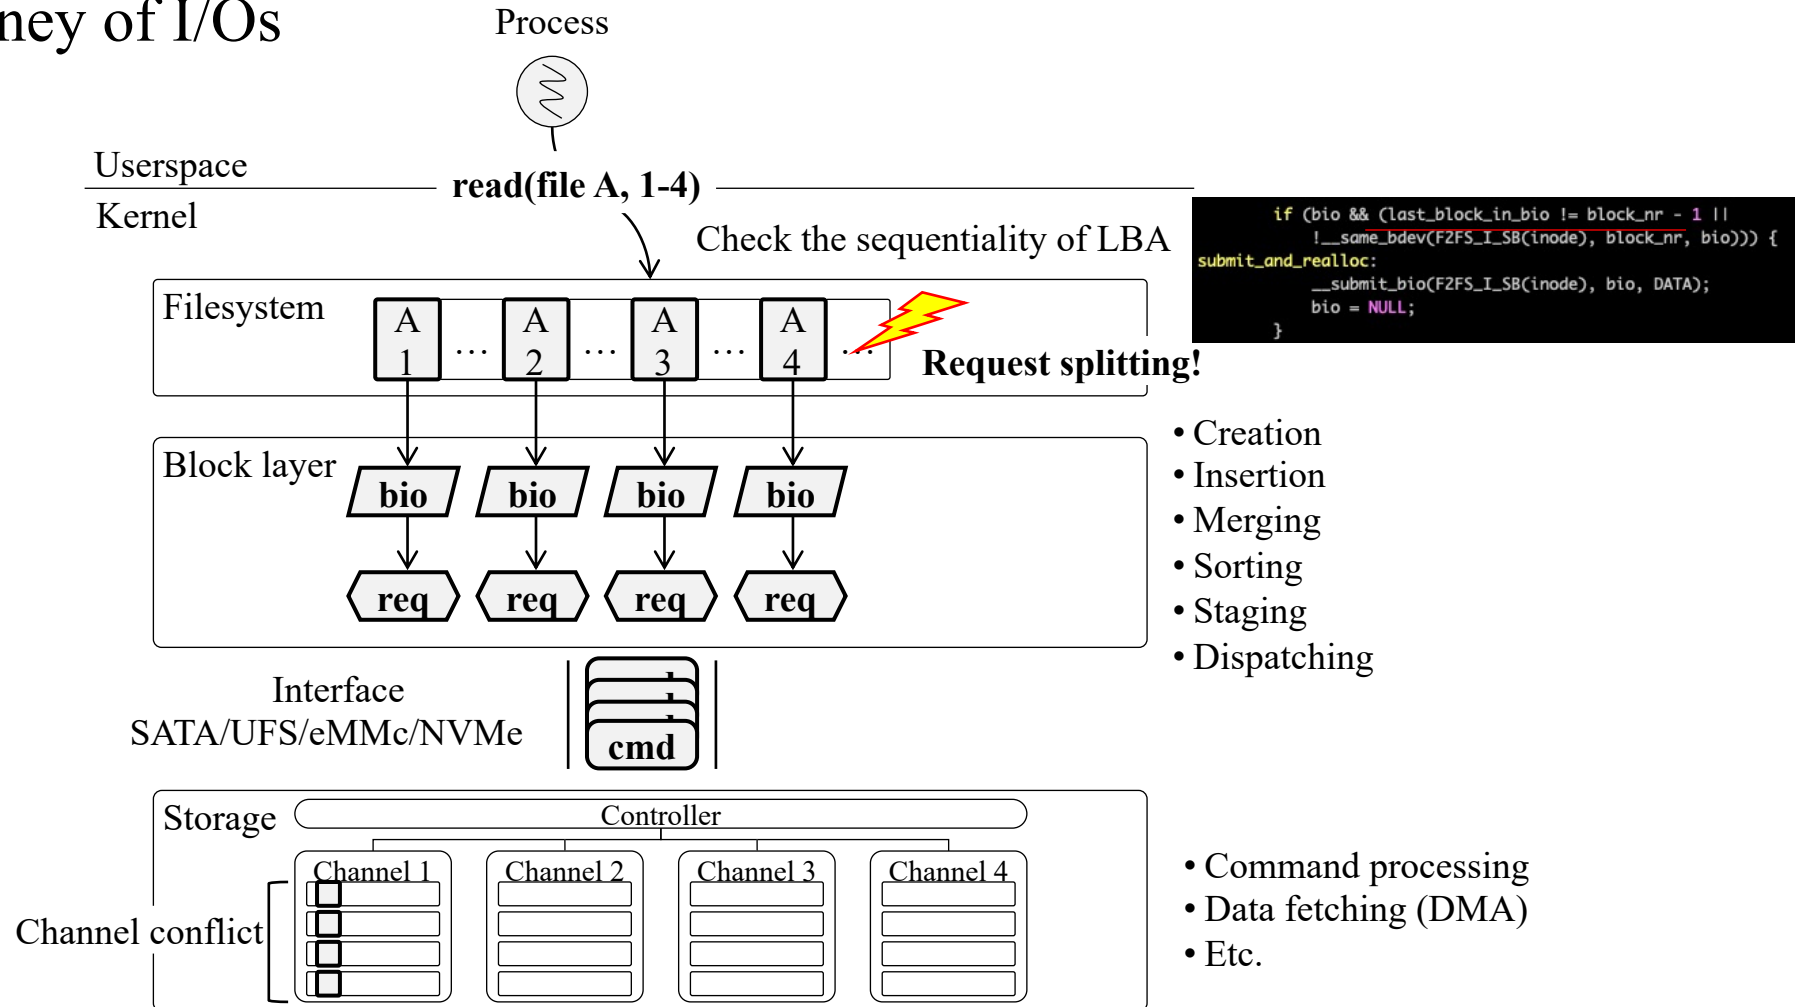 ney of I/Os
Process
Userspace
read(file A, 1-4)
Kernel
Check the sequentiality of LBA
if (bio && (last_block_in_bio != block_nr - 1 ||
!__same_bdev(F2FS_I_SB(inode), block_nr, bio))) {
submit_and_realloc:
__submit_bio(F2FS_I_SB(inode), bio, DATA);
bio = NULL;
}
Filesystem
A 1 … A 2 … A 3 … A 4 …
Request splitting!
Block layer
bio bio bio bio
req req req req
• Creation
• Insertion
• Merging
• Sorting
• Staging
• Dispatching
Interface
SATA/UFS/eMMc/NVMe
cmd
Storage
Controller
Channel 1 Channel 2 Channel 3 Channel 4
Channel conflict
• Command processing
• Data fetching (DMA)
• Etc.